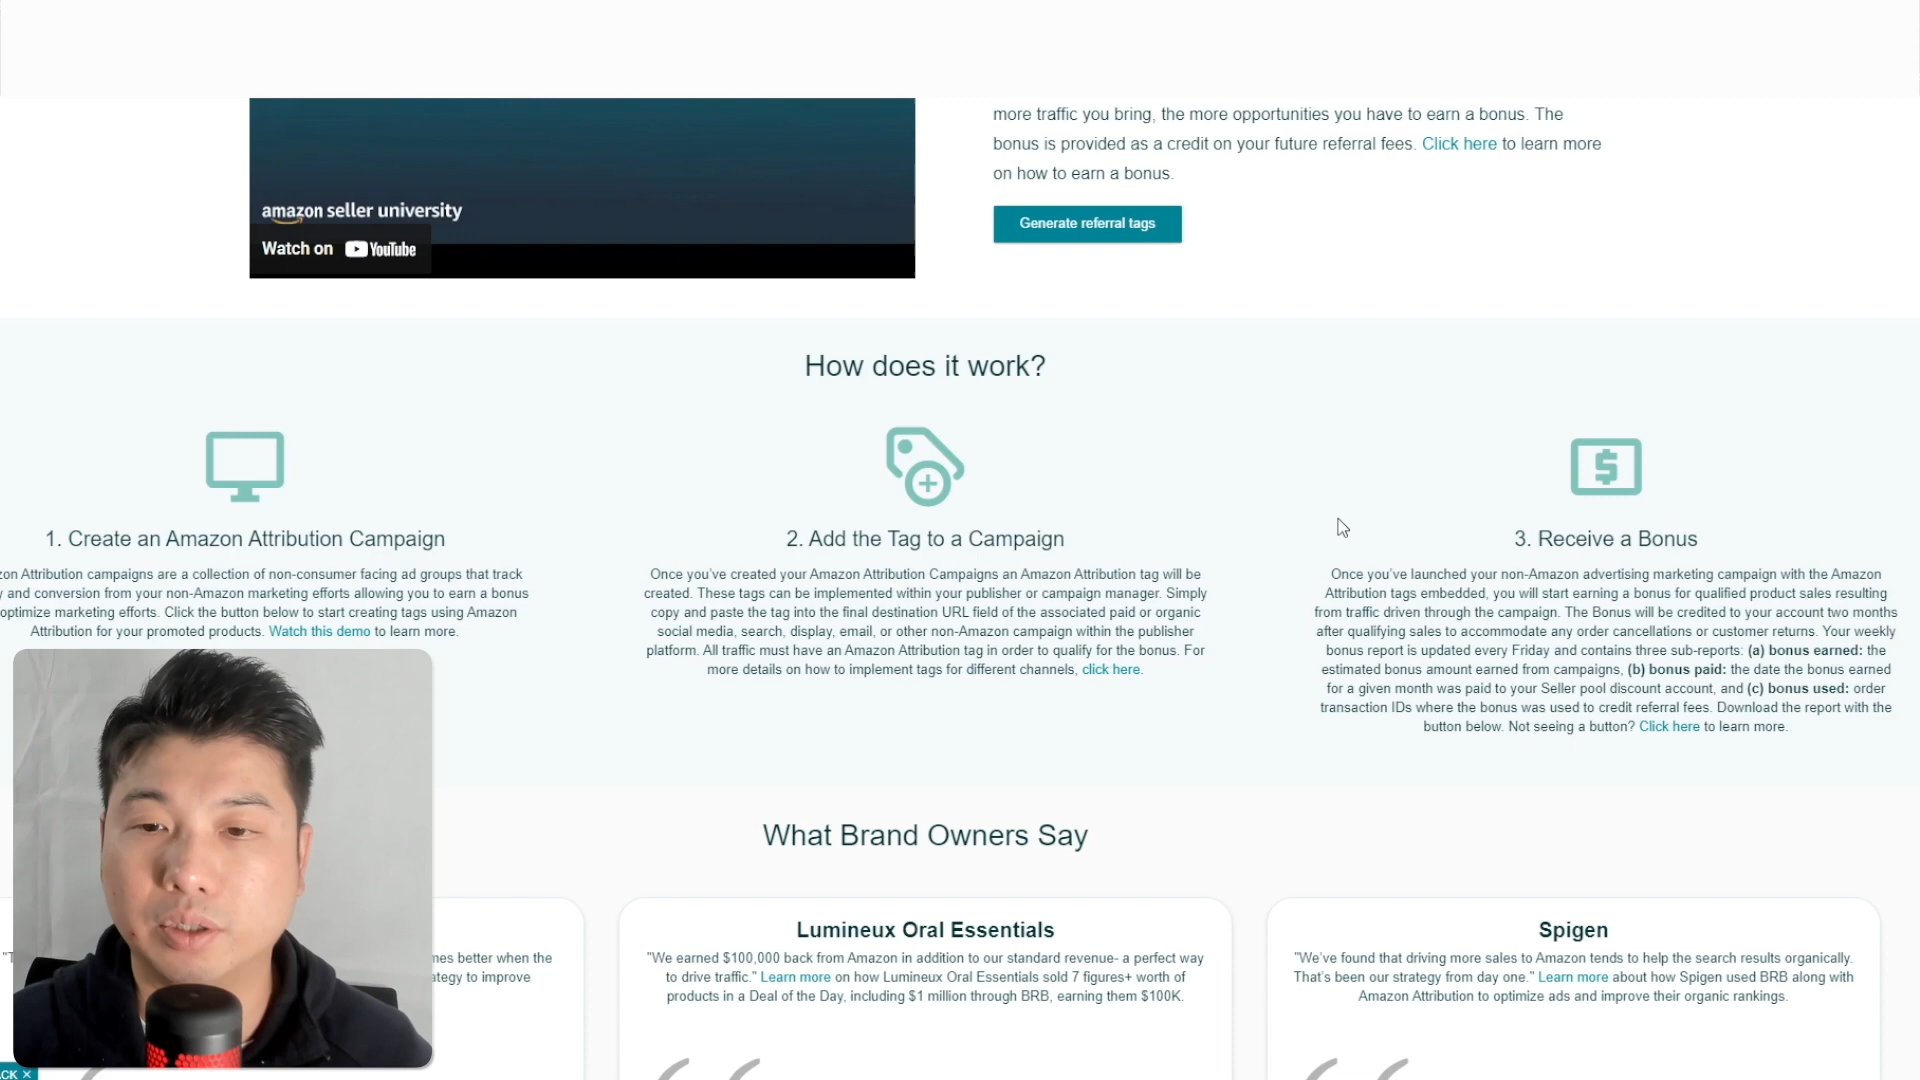 more traffic you bring, the more opportunities you have to earn a bonus. The
bonus is provided as a credit on your future referral fees. Click here to learn more
on how to earn a bonus.
Generate referral tags
amazon seller university
Watch on YouTube
How does it work?
1. Create an Amazon Attribution Campaign
Attribution campaigns are a collection of non-consumer facing ad groups that track
and conversion from your non-Amazon marketing efforts allowing you to earn a bonus
optimize marketing efforts. Click the button below to start creating tags using Amazon
Attribution for your promoted products. Watch this demo to learn more.
2. Add the Tag to a Campaign
Once you've created your Amazon Attribution Campaigns an Amazon Attribution tag will be
created. These tags can be implemented within your publisher or campaign manager. Simply
copy and paste the tag into the final destination URL field of the associated paid or organic
social media, search, display, email, or other non-Amazon campaign within the publisher
platform. All traffic must have an Amazon Attribution tag in order to qualify for the bonus. For
more details on how to implement tags for different channels, click here.
3. Receive a Bonus
Once you've launched your non-Amazon advertising marketing campaign with the Amazon
Attribution tags embedded, you will start earning a bonus for qualified product sales resulting
from traffic driven through the campaign. The Bonus will be credited to your account two months
after qualifying sales to accommodate any order cancellations or customer returns. Your weekly
bonus report is updated every Friday and contains three sub-reports: (a) bonus earned: the
estimated bonus amount earned from campaigns, (b) bonus paid: the date the bonus earned
for a given month was paid to your Seller pool discount account, and (c) bonus used: order
transaction IDs where the bonus was used to credit referral fees. Download the report with the
button below. Not seeing a button? Click here to learn more.
What Brand Owners Say
better when the
to improve
Lumineux Oral Essentials
"We earned $100,000 back from Amazon in addition to our standard revenue- a perfect way
to drive traffic." Learn more on how Lumineux Oral Essentials sold 7 figures+ worth of
products in a Deal of the Day, including $1 million through BRB, earning them $100K.
Spigen
"We've found that driving more sales to Amazon tends to help the search results organically.
That's been our strategy from day one." Learn more about how Spigen used BRB along with
Amazon Attribution to optimize ads and improve their organic rankings.